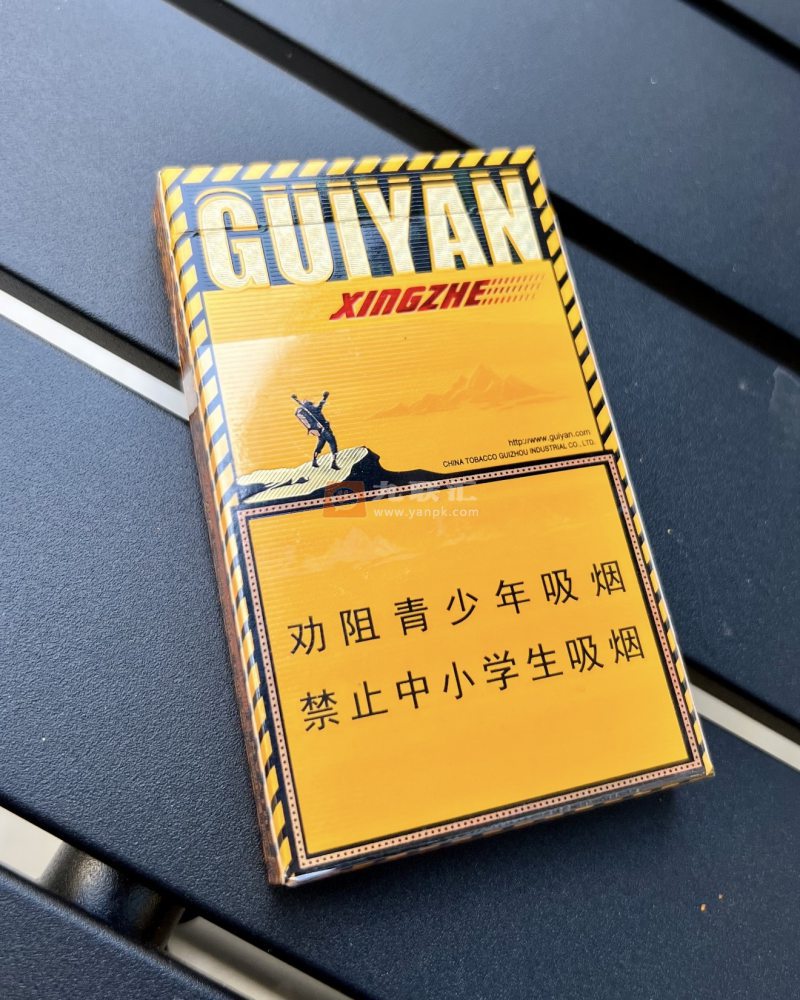 GUIYAN
XINGZHE
http://www.guiyan.com
CHINA TOBACCO GUIZHOU INDUSTRIAL CO., LTD.
www.yanpk.com
劝阻青少年吸烟
禁止中小学生吸烟